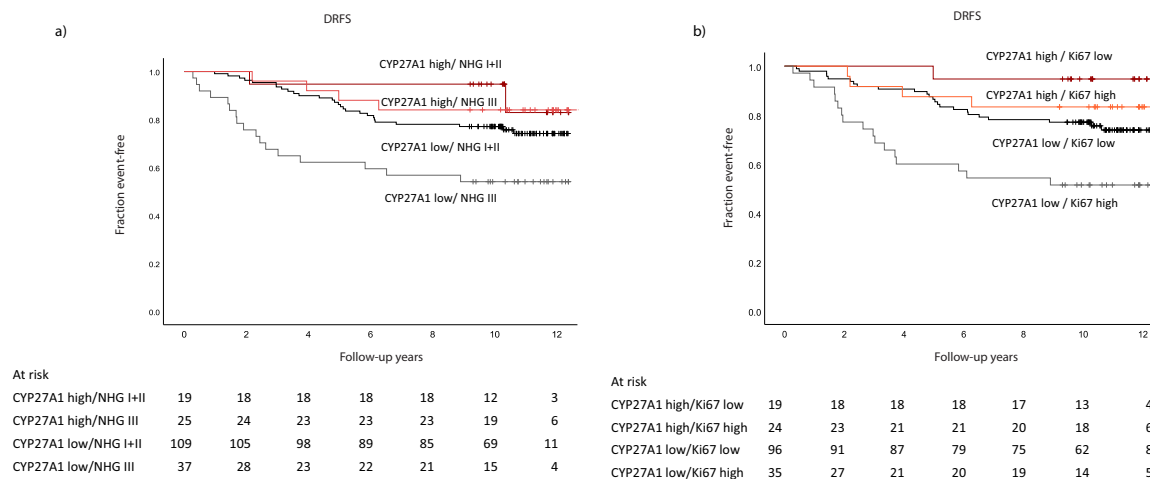 DRFS
a)
CYP27A1 high/ NHG I+II
CYP27A1 high/ NHG III
CYP27A1 low/ NHG I+II
CYP27A1 low/ NHG III
Fraction event-free
1.0
0.8
0.6
0.4
0.2
0.0
0 2 4 6 8 10 12
Follow-up years
At risk
CYP27A1 high/NHG I+II 19 18 18 18 18 12 3
CYP27A1 high/NHG III 25 24 23 23 23 19 6
CYP27A1 low/NHG I+II 109 105 98 89 85 69 11
CYP27A1 low/NHG III 37 28 23 22 21 15 4
DRFS
b)
CYP27A1 high / Ki67 low
CYP27A1 high / Ki67 high
CYP27A1 low / Ki67 low
CYP27A1 low / Ki67 high
Fraction event-free
1.0
0.8
0.6
0.4
0.2
0.0
0 2 4 6 8 10 12
Follow-up years
At risk
CYP27A1 high/Ki67 low 19 18 18 18 17 13 4
CYP27A1 high/Ki67 high 24 23 21 21 20 18 6
CYP27A1 low/Ki67 low 96 91 87 79 75 62 8
CYP27A1 low/Ki67 high 35 27 21 20 19 14 5